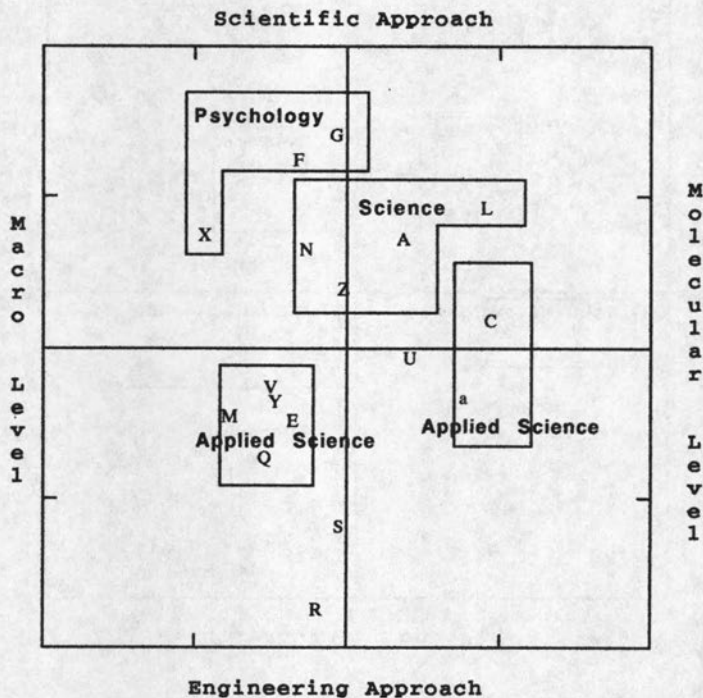 Scientific Approach
Psychology
G
F
Science
L
X
N
A
Z
C
U
V
Y
a
M
E
Applied Science
Applied Science
Q
S
R
Macro Level
Molecular Level
Engineering Approach